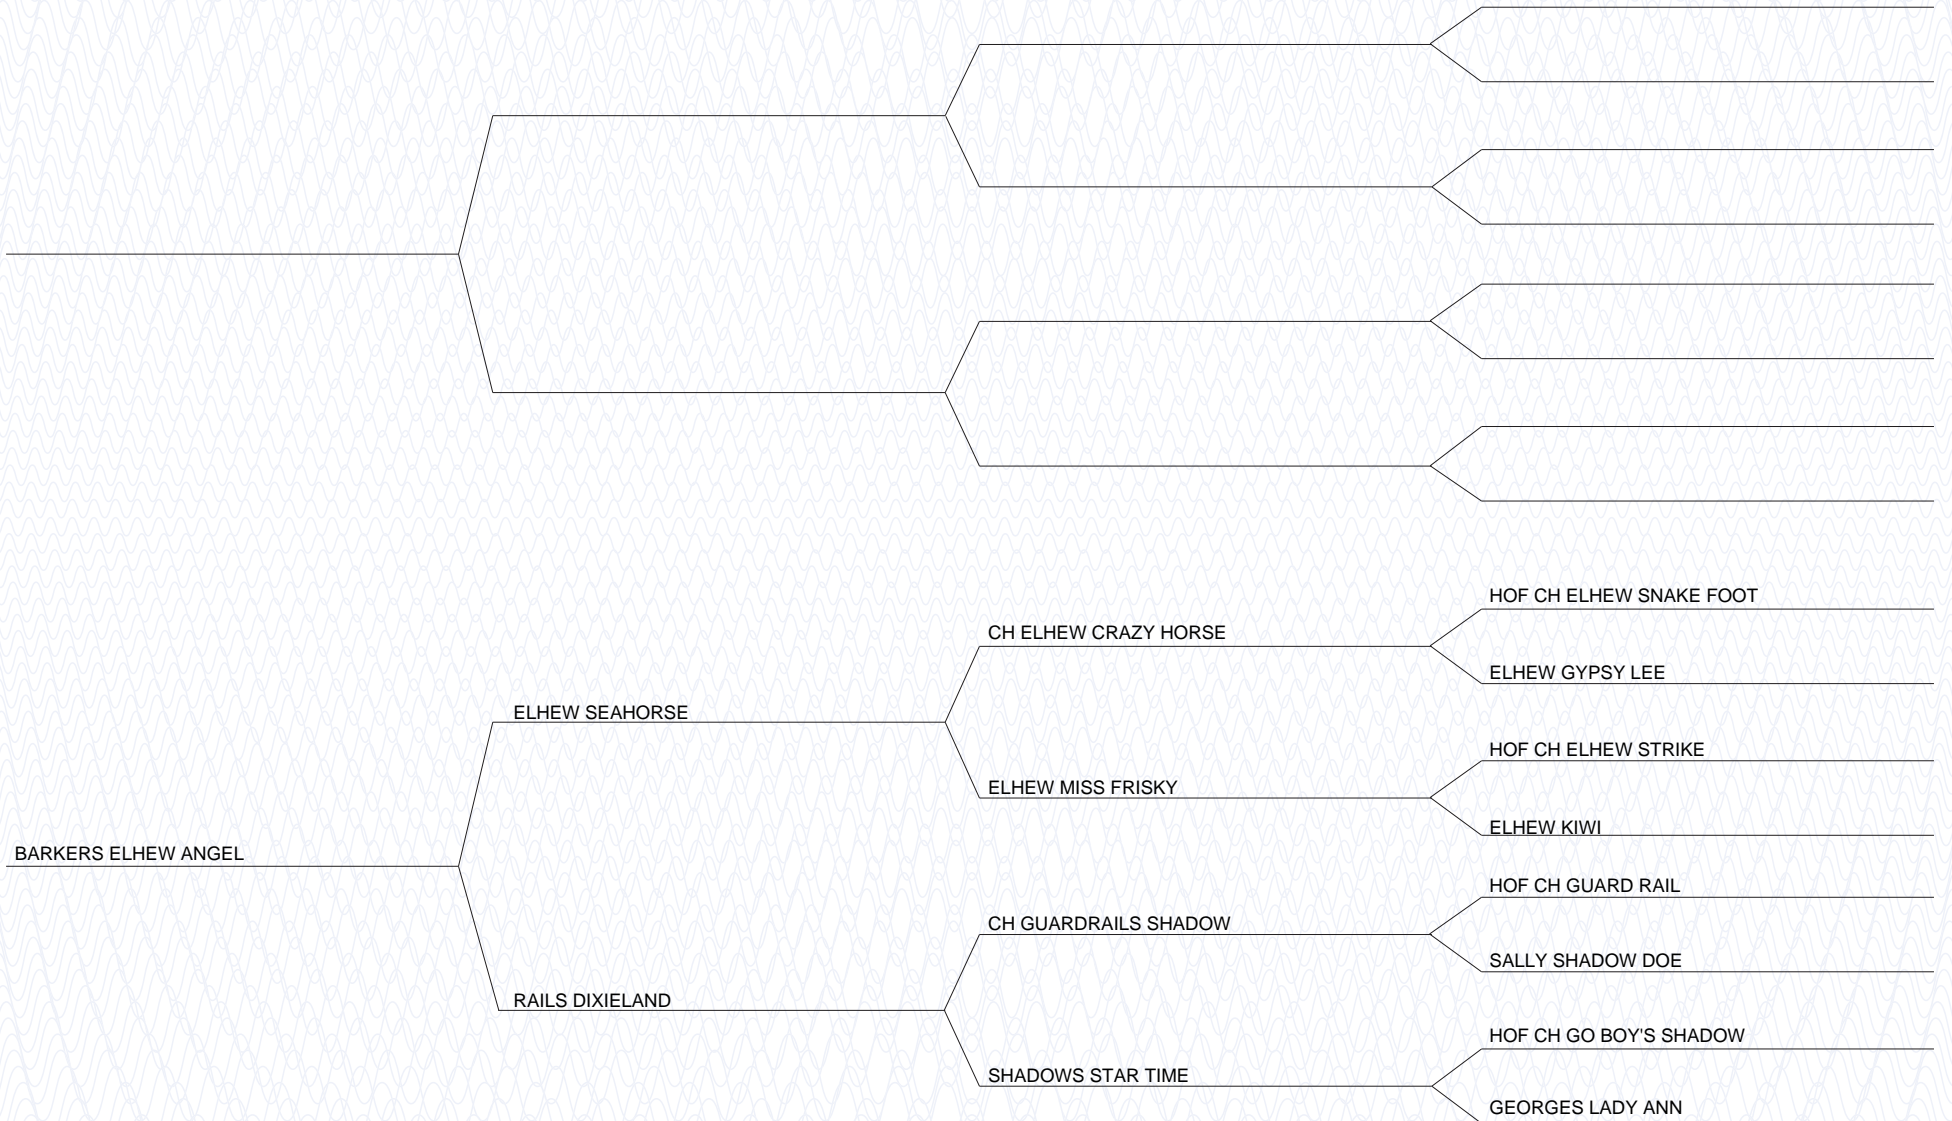 HOF CH ELHEW SNAKE FOOT
CH ELHEW CRAZY HORSE
ELHEW GYPSY LEE
ELHEW SEAHORSE
HOF CH ELHEW STRIKE
ELHEW MISS FRISKY
ELHEW KIWI
BARKERS ELHEW ANGEL
HOF CH GUARD RAIL
CH GUARDRAILS SHADOW
SALLY SHADOW DOE
RAILS DIXIELAND
HOF CH GO BOY'S SHADOW
SHADOWS STAR TIME
GEORGES LADY ANN